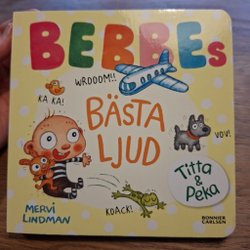 BEBBEs
WROOOM!!
KA KA!
BÄSTA
LJUD
VOV!
Titta
&
Peka
MERVI
LINDMAN
KOACK!
BONNIER
CARLSEN